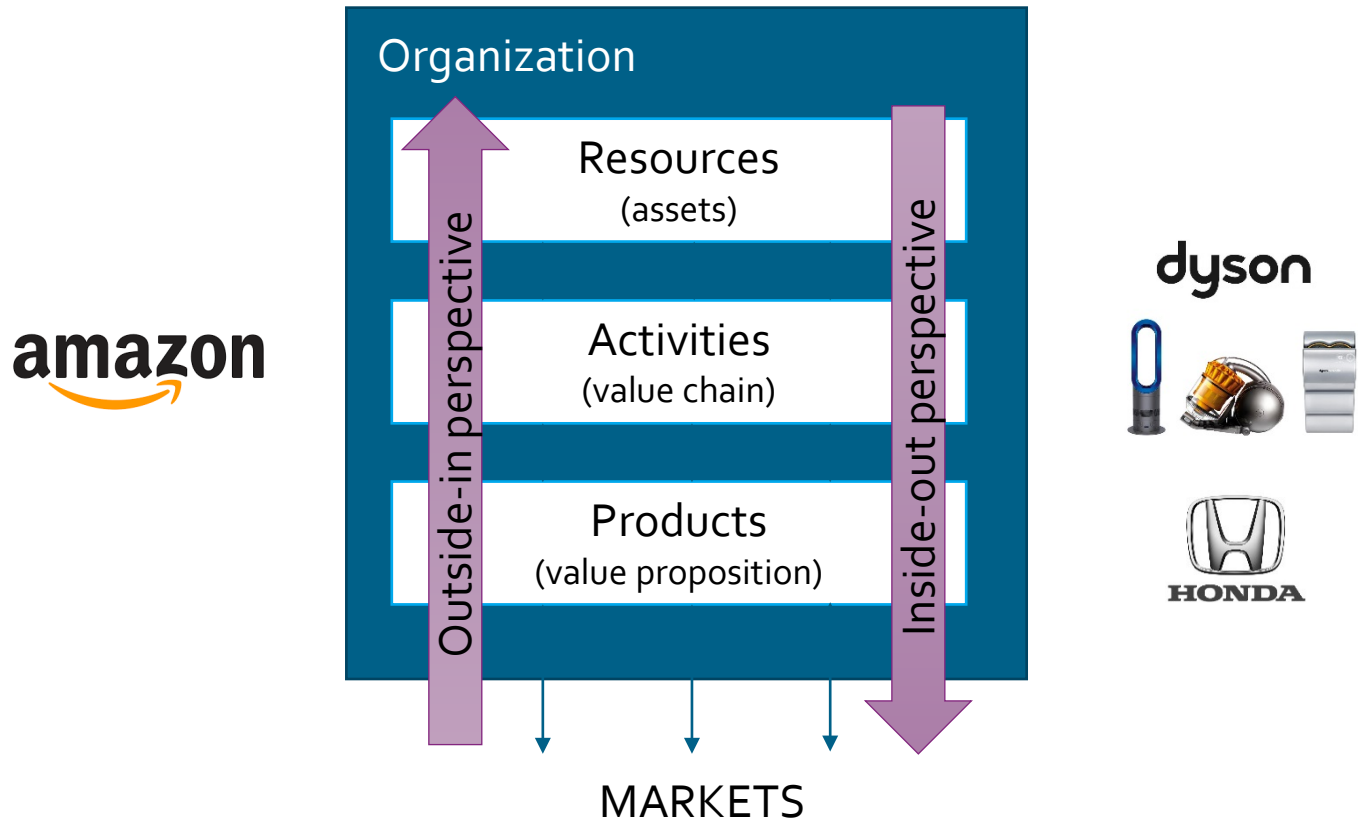 Organization
Resources
(assets)
Activities
(value chain)
Products
(value proposition)
Outside-in perspective
Inside-out perspective
MARKETS
amazon
dyson
HONDA